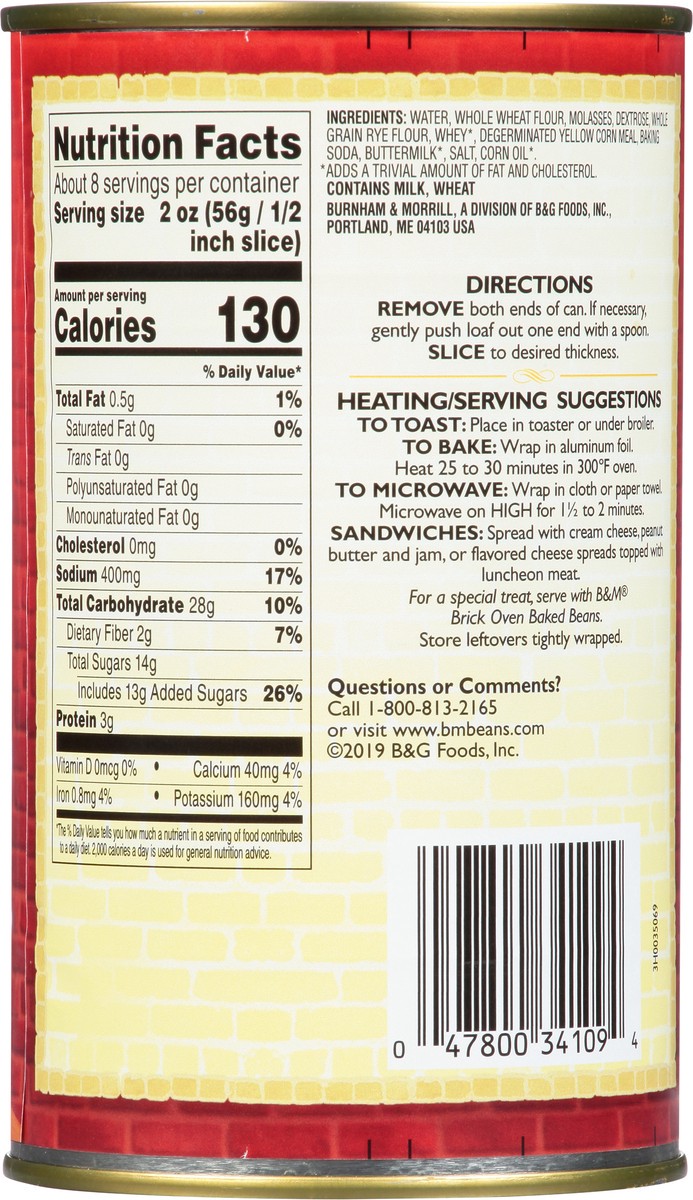 Nutrition Facts
About 8 servings per container
Serving size 2 oz (56g / 1/2
inch slice)
Amount per serving
Calories 130
% Daily Value*
Total Fat 0.5g 1%
Saturated Fat 0g 0%
Trans Fat 0g
Polyunsaturated Fat 0g
Monounaturated Fat 0g
Cholesterol 0mg 0%
Sodium 400mg 17%
Total Carbohydrate 28g 10%
Dietary Fiber 2g 7%
Total Sugars 14g
Includes 13g Added Sugars 26%
Protein 3g
Vitamin D 0mcg 0% • Calcium 40mg 4%
Iron 0.8mg 4% • Potassium 160mg 4%
*The % Daily Value tells you how much a nutrient in a serving of food contributes
to a daily diet. 2,000 calories a day is used for general nutrition advice.
INGREDIENTS: WATER, WHOLE WHEAT FLOUR, MOLASSES, DEXTROSE, WHOLE
GRAIN RYE FLOUR, WHEY*, DEGERMINATED YELLOW CORN MEAL, BAKING
SODA, BUTTERMILK*, SALT, CORN OIL*.
*ADDS A TRIVIAL AMOUNT OF FAT AND CHOLESTEROL.
CONTAINS MILK, WHEAT
BURNHAM & MORRILL, A DIVISION OF B&G FOODS, INC.,
PORTLAND, ME 04103 USA
DIRECTIONS
REMOVE both ends of can. If necessary,
gently push loaf out one end with a spoon.
SLICE to desired thickness.
HEATING/SERVING SUGGESTIONS
TO TOAST: Place in toaster or under broiler.
TO BAKE: Wrap in aluminum foil.
Heat 25 to 30 minutes in 300°F oven.
TO MICROWAVE: Wrap in cloth or paper towel.
Microwave on HIGH for 1½ to 2 minutes.
SANDWICHES: Spread with cream cheese, peanut
butter and jam, or flavored cheese spreads topped with
luncheon meat.
For a special treat, serve with B&M®
Brick Oven Baked Beans.
Store leftovers tightly wrapped.
Questions or Comments?
Call 1-800-813-2165
or visit www.bmbeans.com
©2019 B&G Foods, Inc.
3H0035069
0 47800 34109 4